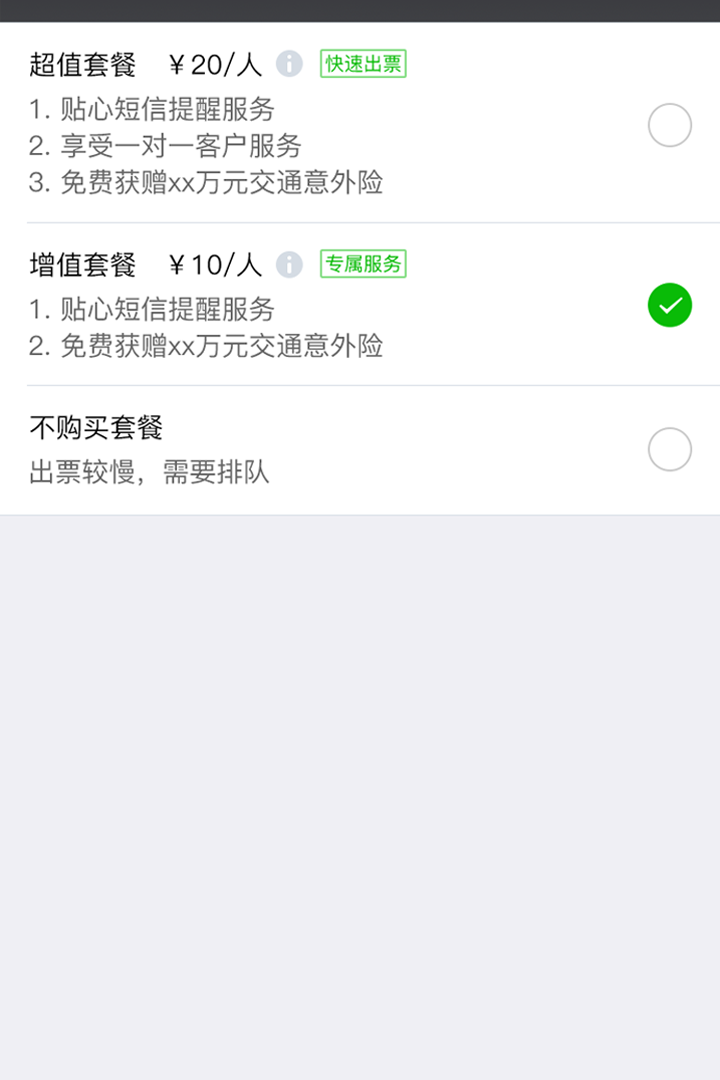 超值套餐 ￥20/人 快速出票
1. 贴心短信提醒服务
2. 享受一对一客户服务
3. 免费获赠xx万元交通意外险
增值套餐 ￥10/人 专属服务
1. 贴心短信提醒服务
2. 免费获赠xx万元交通意外险
不购买套餐
出票较慢，需要排队